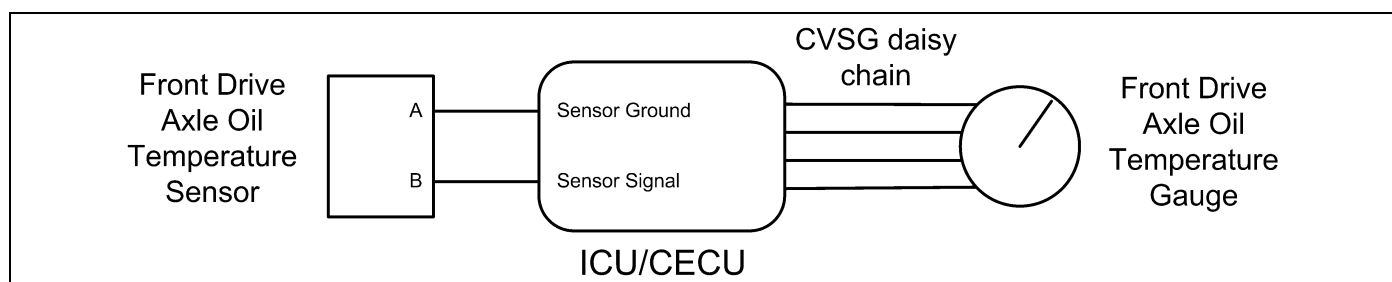 Front Drive
Axle Oil
Temperature
Sensor
A
B
Sensor Ground
Sensor Signal
ICU/CECU
CVSG daisy
chain
Front Drive
Axle Oil
Temperature
Gauge